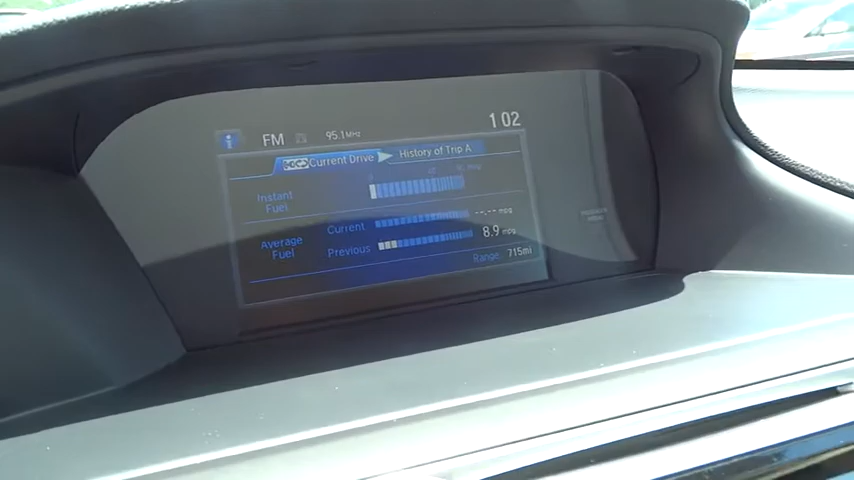 FM 95.1MHz 1:02
Current Drive History of Trip A
Instant
Fuel
Average
Fuel
Current --.-- mpg
Previous 8.9 mpg
Range 715mi